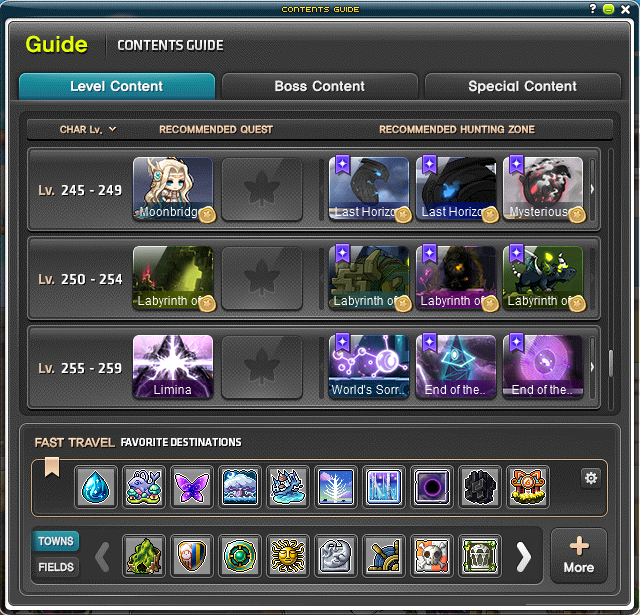 CONTENTS GUIDE
?
Guide
CONTENTS GUIDE
Level Content
Boss Content
Special Content
CHAR Lv.
RECOMMENDED QUEST
RECOMMENDED HUNTING ZONE
Lv. 245 - 249
Moonbridg
Last Horizo
Last Horizo
Mysterious
Lv. 250 - 254
Labyrinth of
Labyrinth of
Labyrinth of
Labyrinth of
Lv. 255 - 259
Limina
World's Sorr..
End of the..
End of the..
FAST TRAVEL FAVORITE DESTINATIONS
TOWNS
FIELDS
More